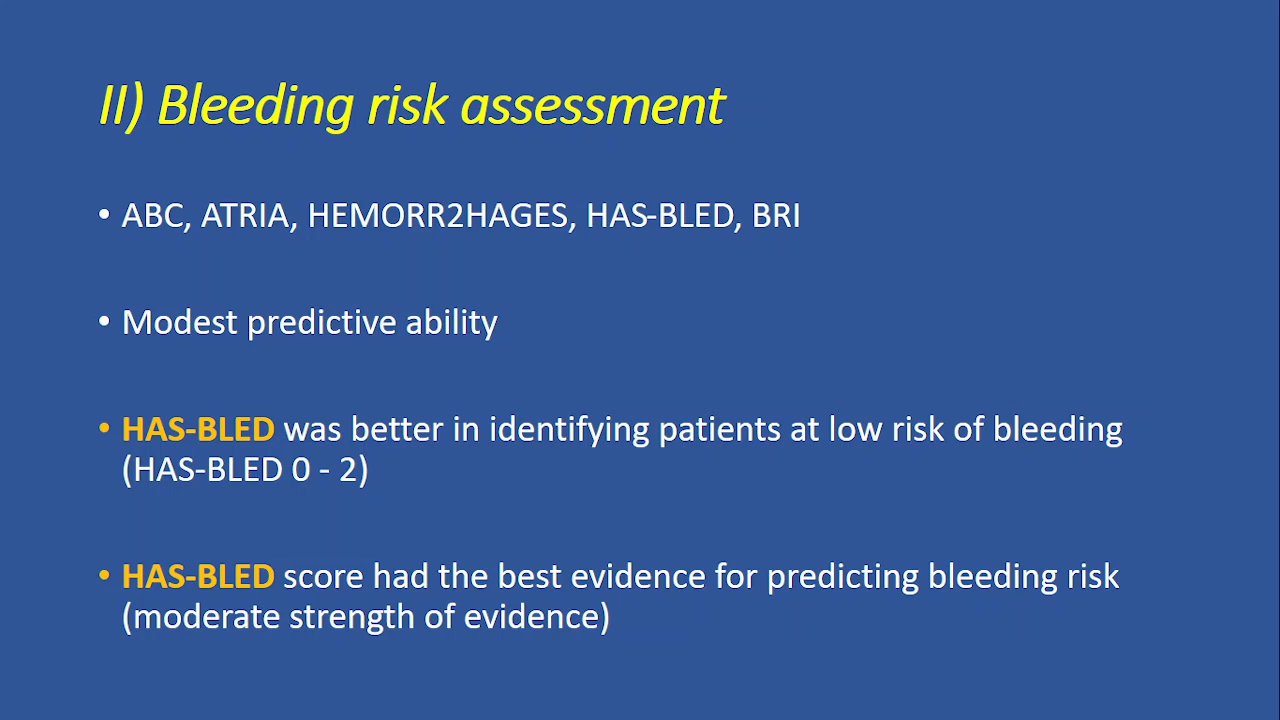 II) Bleeding risk assessment
• ABC, ATRIA, HEMORR2HAGES, HAS-BLED, BRI
• Modest predictive ability
• HAS-BLED was better in identifying patients at low risk of bleeding
(HAS-BLED 0 - 2)
• HAS-BLED score had the best evidence for predicting bleeding risk
(moderate strength of evidence)